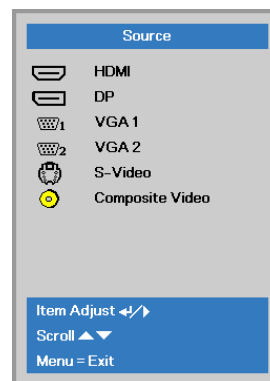 Source
HDMI
DP
1 VGA 1
2 VGA 2
S-Video
Composite Video
Item Adjust ↵/▶
Scroll ▲▼
Menu = Exit